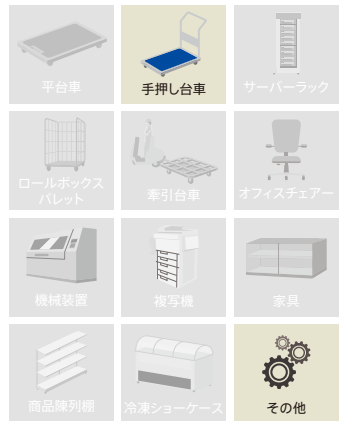 平台車
手押し台車
サーバーラック
ロールボックス
パレット
牽引台車
オフィスチェアー
機械装置
複写機
家具
商品陳列棚
冷凍ショーケース
その他